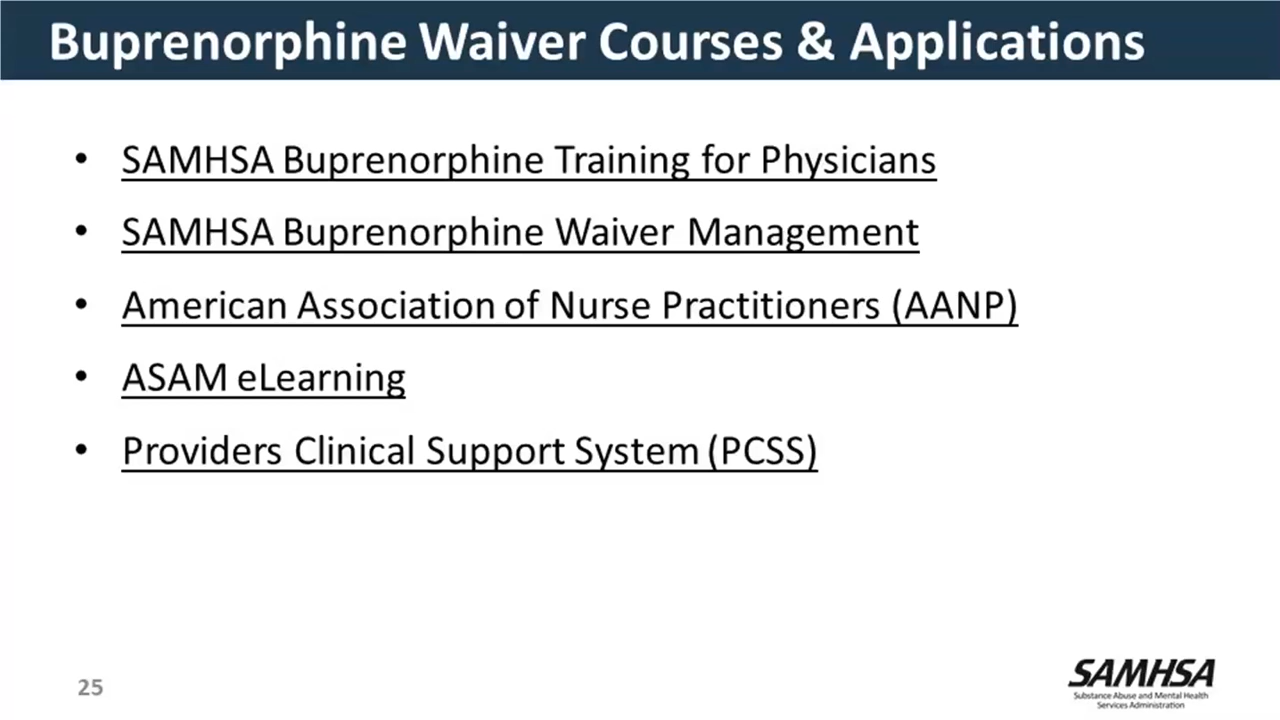 Buprenorphine Waiver Courses & Applications
• SAMHSA Buprenorphine Training for Physicians
• SAMHSA Buprenorphine Waiver Management
• American Association of Nurse Practitioners (AANP)
• ASAM eLearning
• Providers Clinical Support System (PCSS)
25
SAMHSA
Substance Abuse and Mental Health
Services Administration